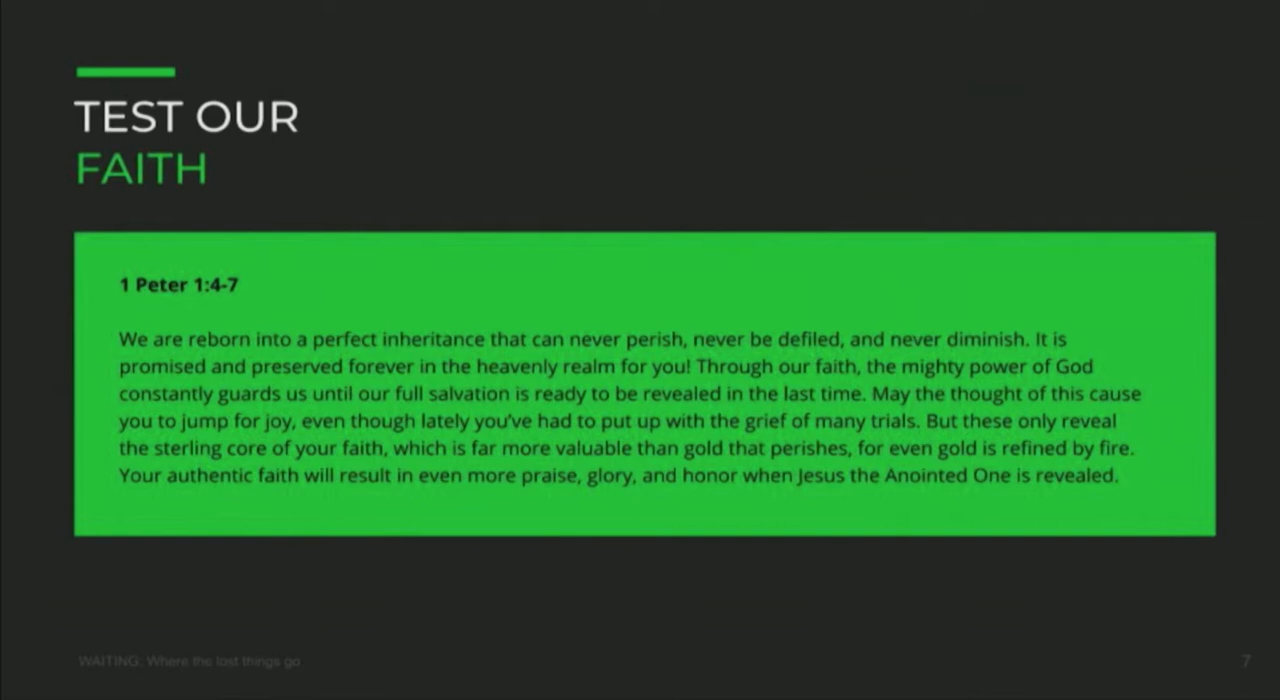 TEST OUR
FAITH
1 Peter 1:4-7
We are reborn into a perfect inheritance that can never perish, never be defiled, and never diminish. It is
promised and preserved forever in the heavenly realm for you! Through our faith, the mighty power of God
constantly guards us until our full salvation is ready to be revealed in the last time. May the thought of this cause
you to jump for joy, even though lately you've had to put up with the grief of many trials. But these only reveal
the sterling core of your faith, which is far more valuable than gold that perishes, for even gold is refined by fire.
Your authentic faith will result in even more praise, glory, and honor when Jesus the Anointed One is revealed.
WAITING: Where the lost things go
7